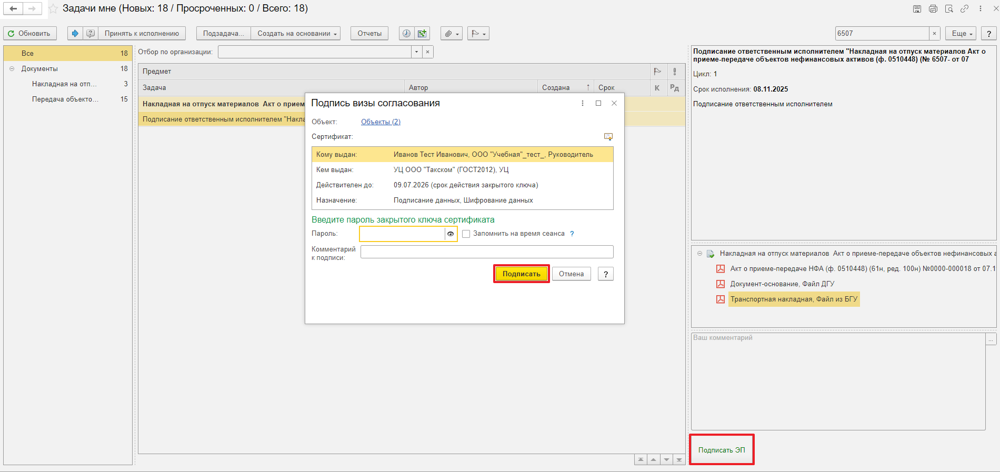 Задачи мне (Новых: 18 / Просроченных: 0 / Всего: 18)
Обновить
Принять к исполнению
Подзадача...
Создать на основании
Отчеты
6507
×
Еще
?
Все 18
Документы 18
Накладная на отп... 3
Передача объекто... 15
Отбор по организации:
Предмет
Задача Автор Создана ↑ Срок К Рд
Накладная на отпуск материалов Акт о прием
Подписание ответственным исполнителем "Накла
Подпись визы согласования
Объект: Объекты (2)
Сертификат:
Кому выдан: Иванов Тест Иванович, ООО "Учебная"_тест_, Руководитель
Кем выдан: УЦ ООО "Такском" (ГОСТ2012), УЦ
Действителен до: 09.07.2026 (срок действия закрытого ключа)
Назначение: Подписание данных, Шифрование данных
Введите пароль закрытого ключа сертификата
Пароль:
Запомнить на время сеанса ?
Комментарий
к подписи:
Подписать
Отмена
?
Подписание ответственным исполнителем "Накладная на отпуск материалов Акт о
приеме-передаче объектов нефинансовых активов (ф. 0510448) (№ 6507- от 07
Цикл: 1
Срок исполнения: 08.11.2025
Подписание ответственным исполнителем
Накладная на отпуск материалов Акт о приеме-передаче объектов нефинансовых а
Акт о приеме-передаче НФА (ф. 0510448) (61н, ред. 100н) №0000-000018 от 07.1
Документ-основание, Файл ДГУ
Транспортная накладная, Файл из БГУ
Ваш комментарий
...
Подписать ЭП